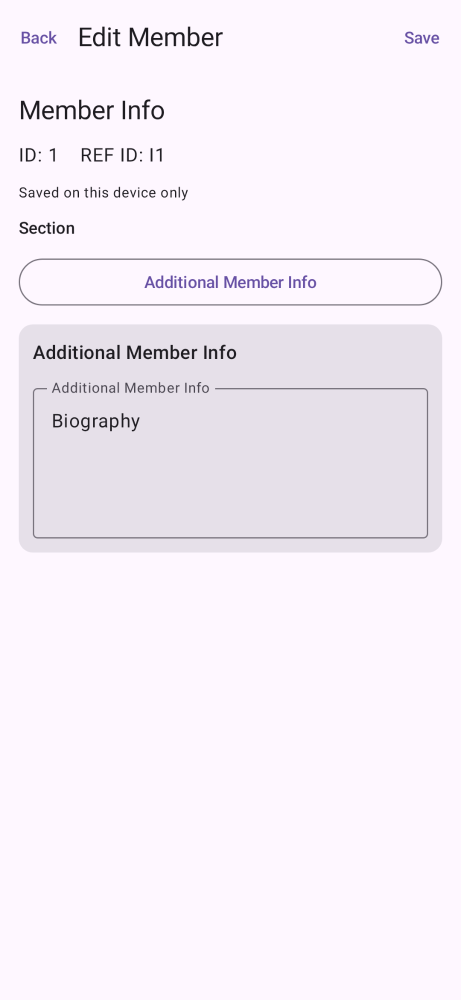 Back Edit Member Save
Member Info
ID: 1 REF ID: I1
Saved on this device only
Section
Additional Member Info
Additional Member Info
Additional Member Info
Biography